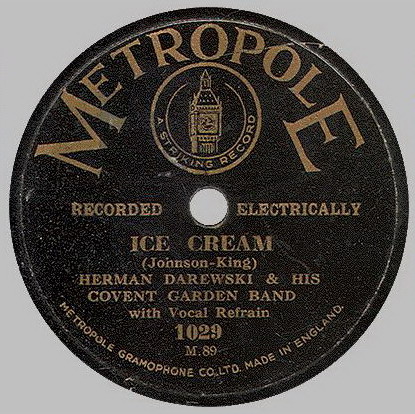 METROPOLE
A STRIKING RECORD
RECORDED ELECTRICALLY
ICE CREAM
(Johnson-King)
HERMAN DAREWSKI & HIS
COVENT GARDEN BAND
with Vocal Refrain
1029
M.89
METROPOLE GRAMOPHONE CO., LTD. MADE IN ENGLAND.